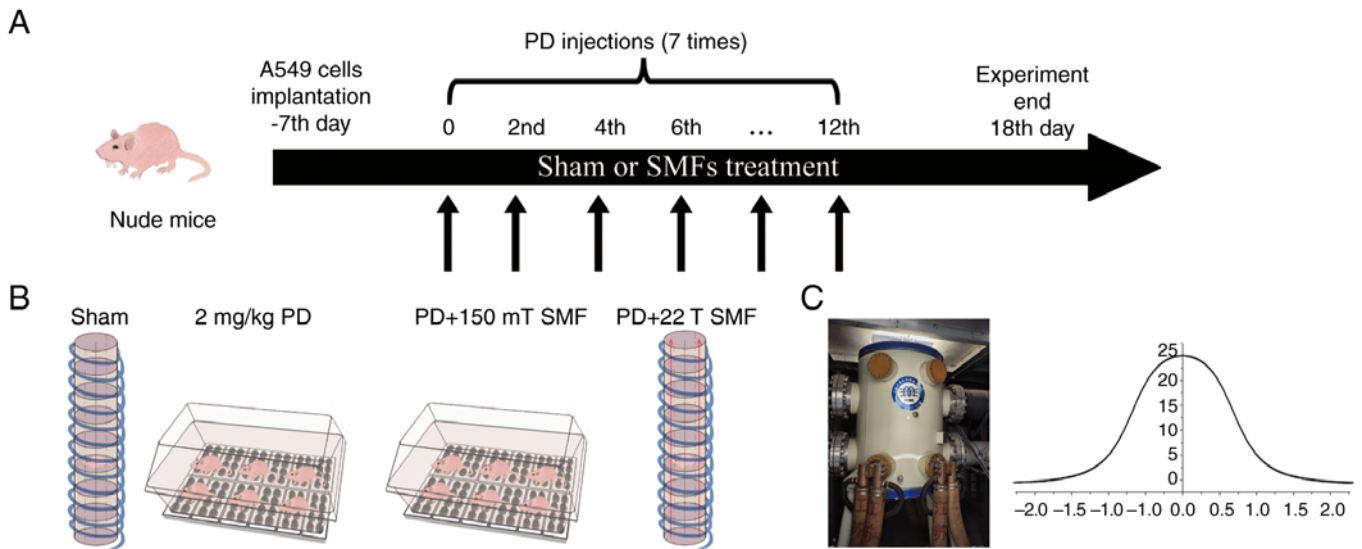 A
PD injections (7 times)
A549 cells
implantation
-7th day
Experiment
end
18th day
0 2nd 4th 6th ... 12th
Sham or SMFs treatment
Nude mice
B
Sham
2 mg/kg PD
PD+150 mT SMF
PD+22 T SMF
C
25
20
15
10
5
0
−2.0 −1.5 −1.0 −0.5 0.0 0.5 1.0 1.5 2.0